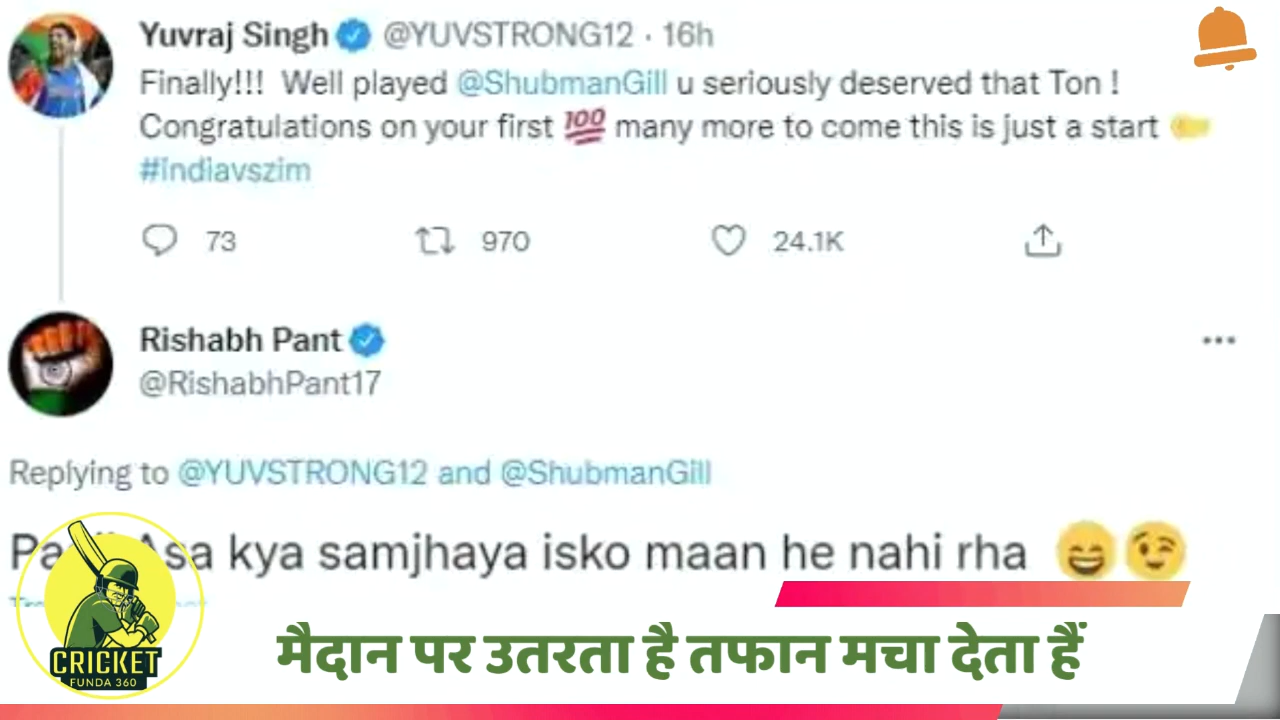 Yuvraj Singh @YUVSTRONG12 · 16h
Finally!!! Well played @ShubmanGill u seriously deserved that Ton !
Congratulations on your first 💯 many more to come this is just a start
#indiavszim
73 970 24.1K
Rishabh Pant
@RishabhPant17
Replying to @YUVSTRONG12 and @ShubmanGill
kya samjhaya isko maan he nahi rha 😄😉
मैदान पर उतरता है तफान मचा देता हैं
CRICKET
FUNDA 360